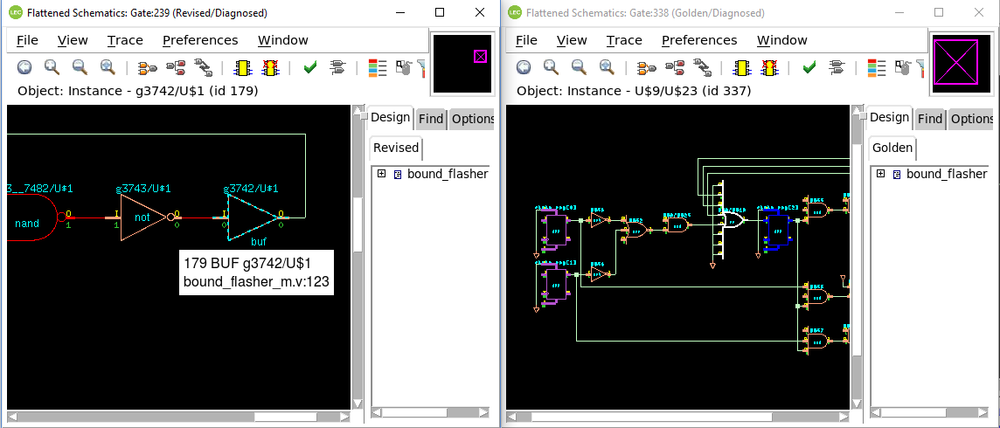 LEC Flattened Schematics: Gate:239 (Revised/Diagnosed)
File View Trace Preferences Window
Object: Instance - g3742/U$1 (id 179)
Design Find Options
Revised
bound_flasher
3__7482/U$1 g3743/U$1 g3742/U$1
O I O I O
nand not
1 1 0 0 0
buf
179 BUF g3742/U$1
bound_flasher_m.v:123
LEC Flattened Schematics: Gate:338 (Golden/Diagnosed)
File View Trace Preferences Window
Object: Instance - U$9/U$23 (id 337)
Design Find Options
Golden
bound_flasher